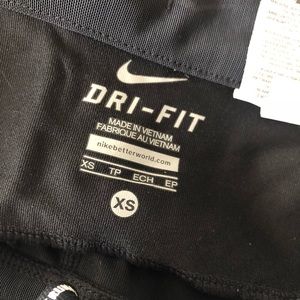 DRI-FIT
MADE IN VIETNAM
FABRIQUE AU VIETNAM
nikebetterworld.com
XS TP ECH EP
XS